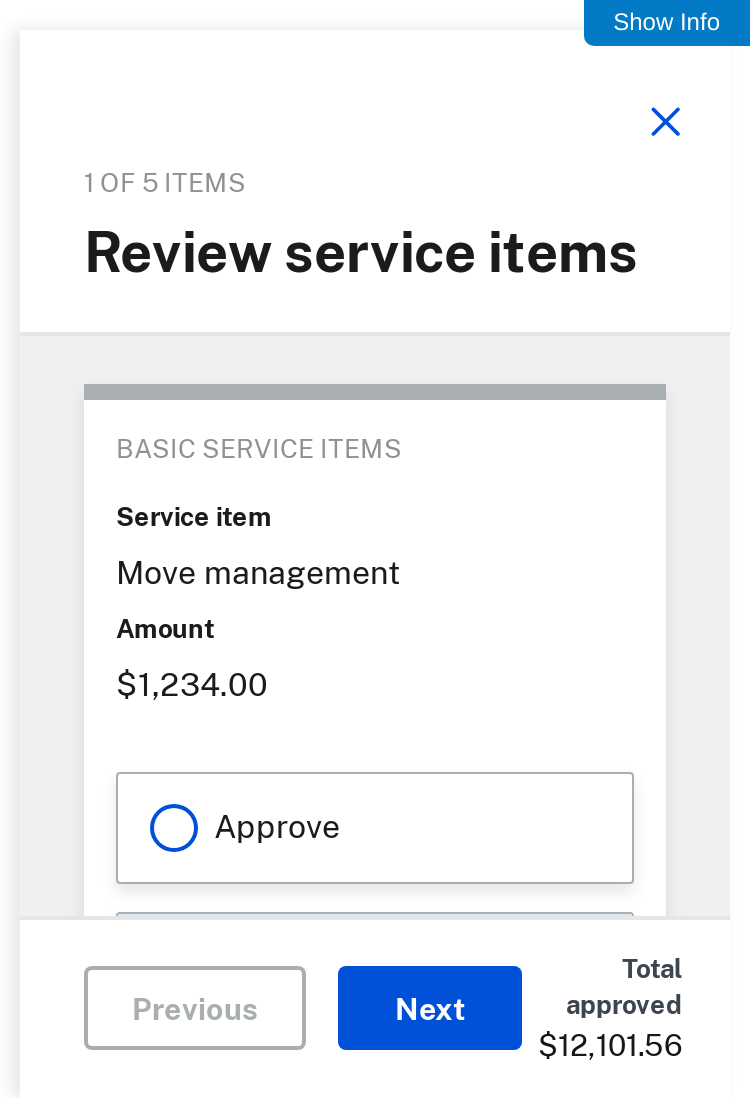 Show Info
1 OF 5 ITEMS
Review service items
BASIC SERVICE ITEMS
Service item
Move management
Amount
$1,234.00
Approve
Previous
Next
Total
approved
$12,101.56